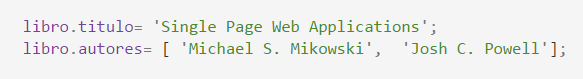 libro.titulo= 'Single Page Web Applications';
libro.autores= [ 'Michael S. Mikowski',  'Josh C. Powell'];